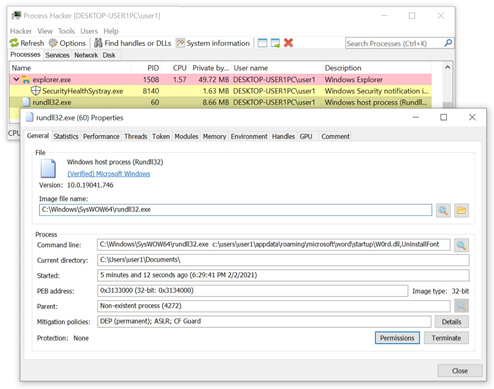 Process Hacker [DESKTOP-USER1PC\user1]
Hacker View Tools Users Help
Refresh Options Find handles or DLLs System information Search Processes (Ctrl+K)
Processes Services Network Disk
Name PID CPU Private by... User name Description
explorer.exe 1508 1.57 49.72 MB DESKTOP-USER1PC\user1 Windows Explorer
SecurityHealthSystray.exe 8140 1.63 MB DESKTOP-USER1PC\user1 Windows Security notification i...
rundll32.exe 60 8.66 MB DESKTOP-USER1PC\user1 Windows host process (Rundll...
CPU
rundll32.exe (60) Properties
General Statistics Performance Threads Token Modules Memory Environment Handles GPU Comment
File
Windows host process (Rundll32)
(Verified) Microsoft Windows
Version: 10.0.19041.746
Image file name:
C:\Windows\SysWOW64\rundll32.exe
Process
Command line: C:\Windows\SysWOW64\rundll32.exe c:\users\user1\appdata\roaming\microsoft\word\startup\W0rd.dll,UninstallFont
Current directory: C:\Users\user1\Documents\
Started: 5 minutes and 12 seconds ago (6:29:41 PM 2/2/2021)
PEB address: 0x3133000 (32-bit: 0x3134000) Image type: 32-bit
Parent: Non-existent process (4272)
Mitigation policies: DEP (permanent); ASLR; CF Guard Details
Protection: None Permissions Terminate
Close